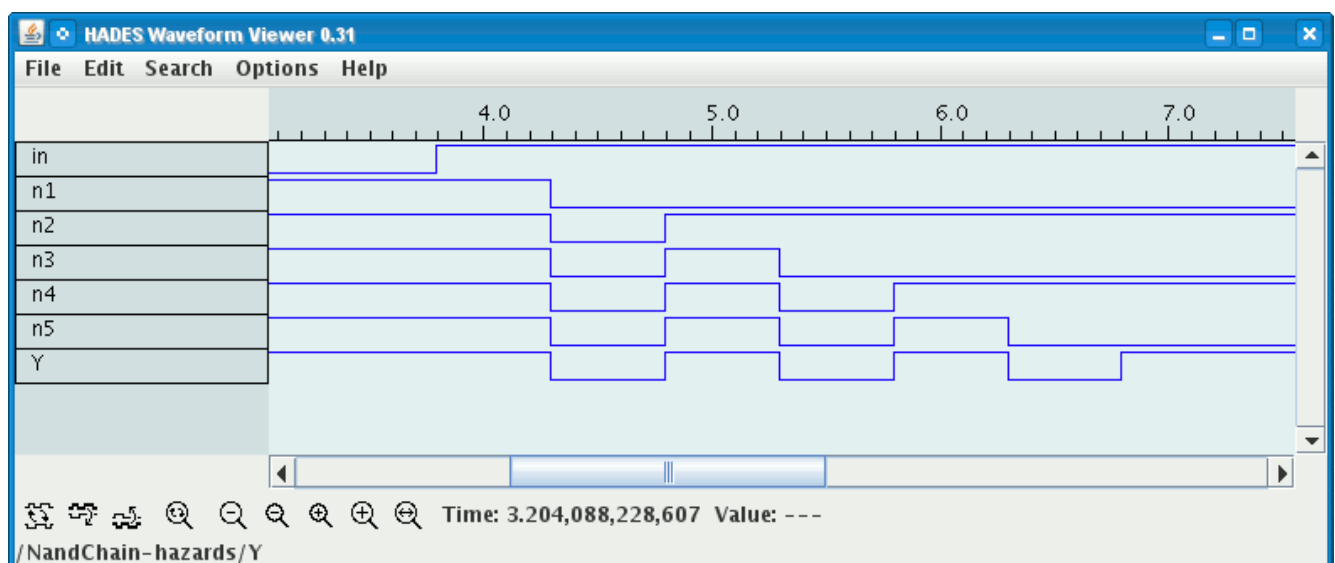 HADES Waveform Viewer 0.31
File Edit Search Options Help
4.0 5.0 6.0 7.0
in
n1
n2
n3
n4
n5
Y
Time: 3.204,088,228,607 Value: ---
/NandChain-hazards/Y